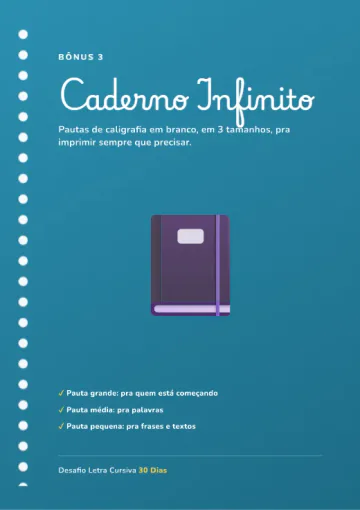 BÔNUS 3
Caderno Infinito
Pautas de caligrafia em branco, em 3 tamanhos, pra
imprimir sempre que precisar.
✓ Pauta grande: pra quem está começando
✓ Pauta média: pra palavras
✓ Pauta pequena: pra frases e textos
Desafio Letra Cursiva 30 Dias